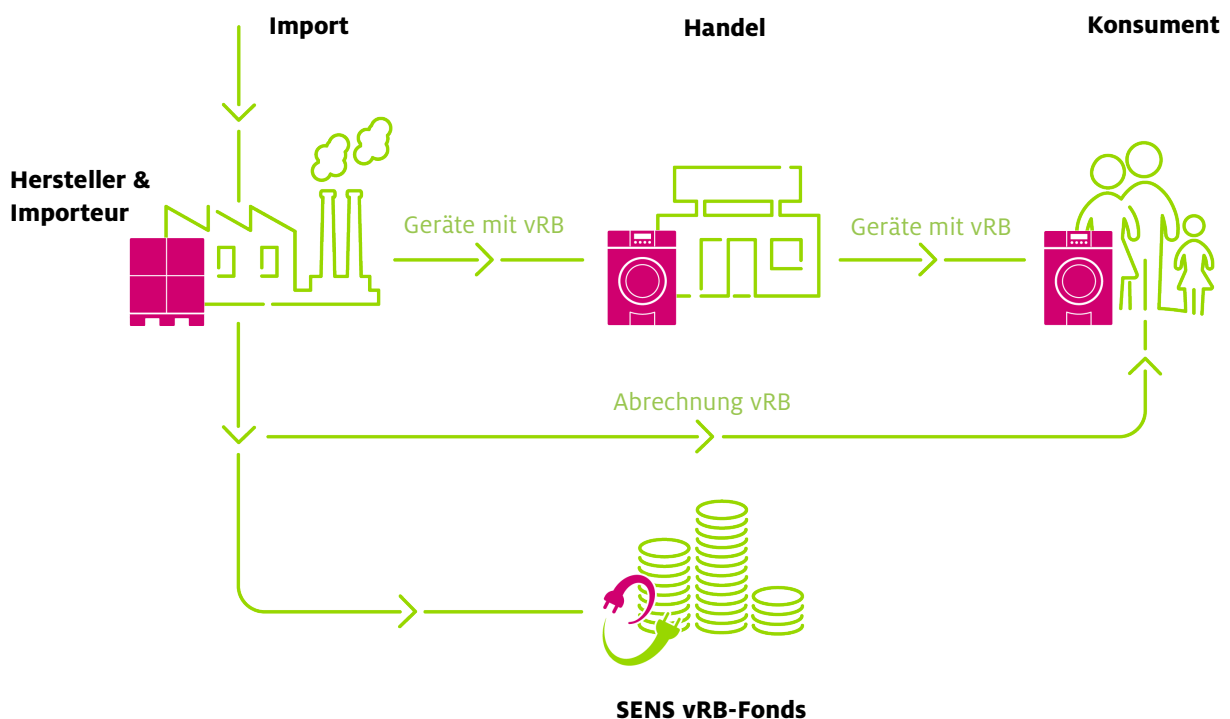 Import
Handel
Konsument
Hersteller &
Importeur
Geräte mit vRB
Geräte mit vRB
Abrechnung vRB
SENS vRB-Fonds